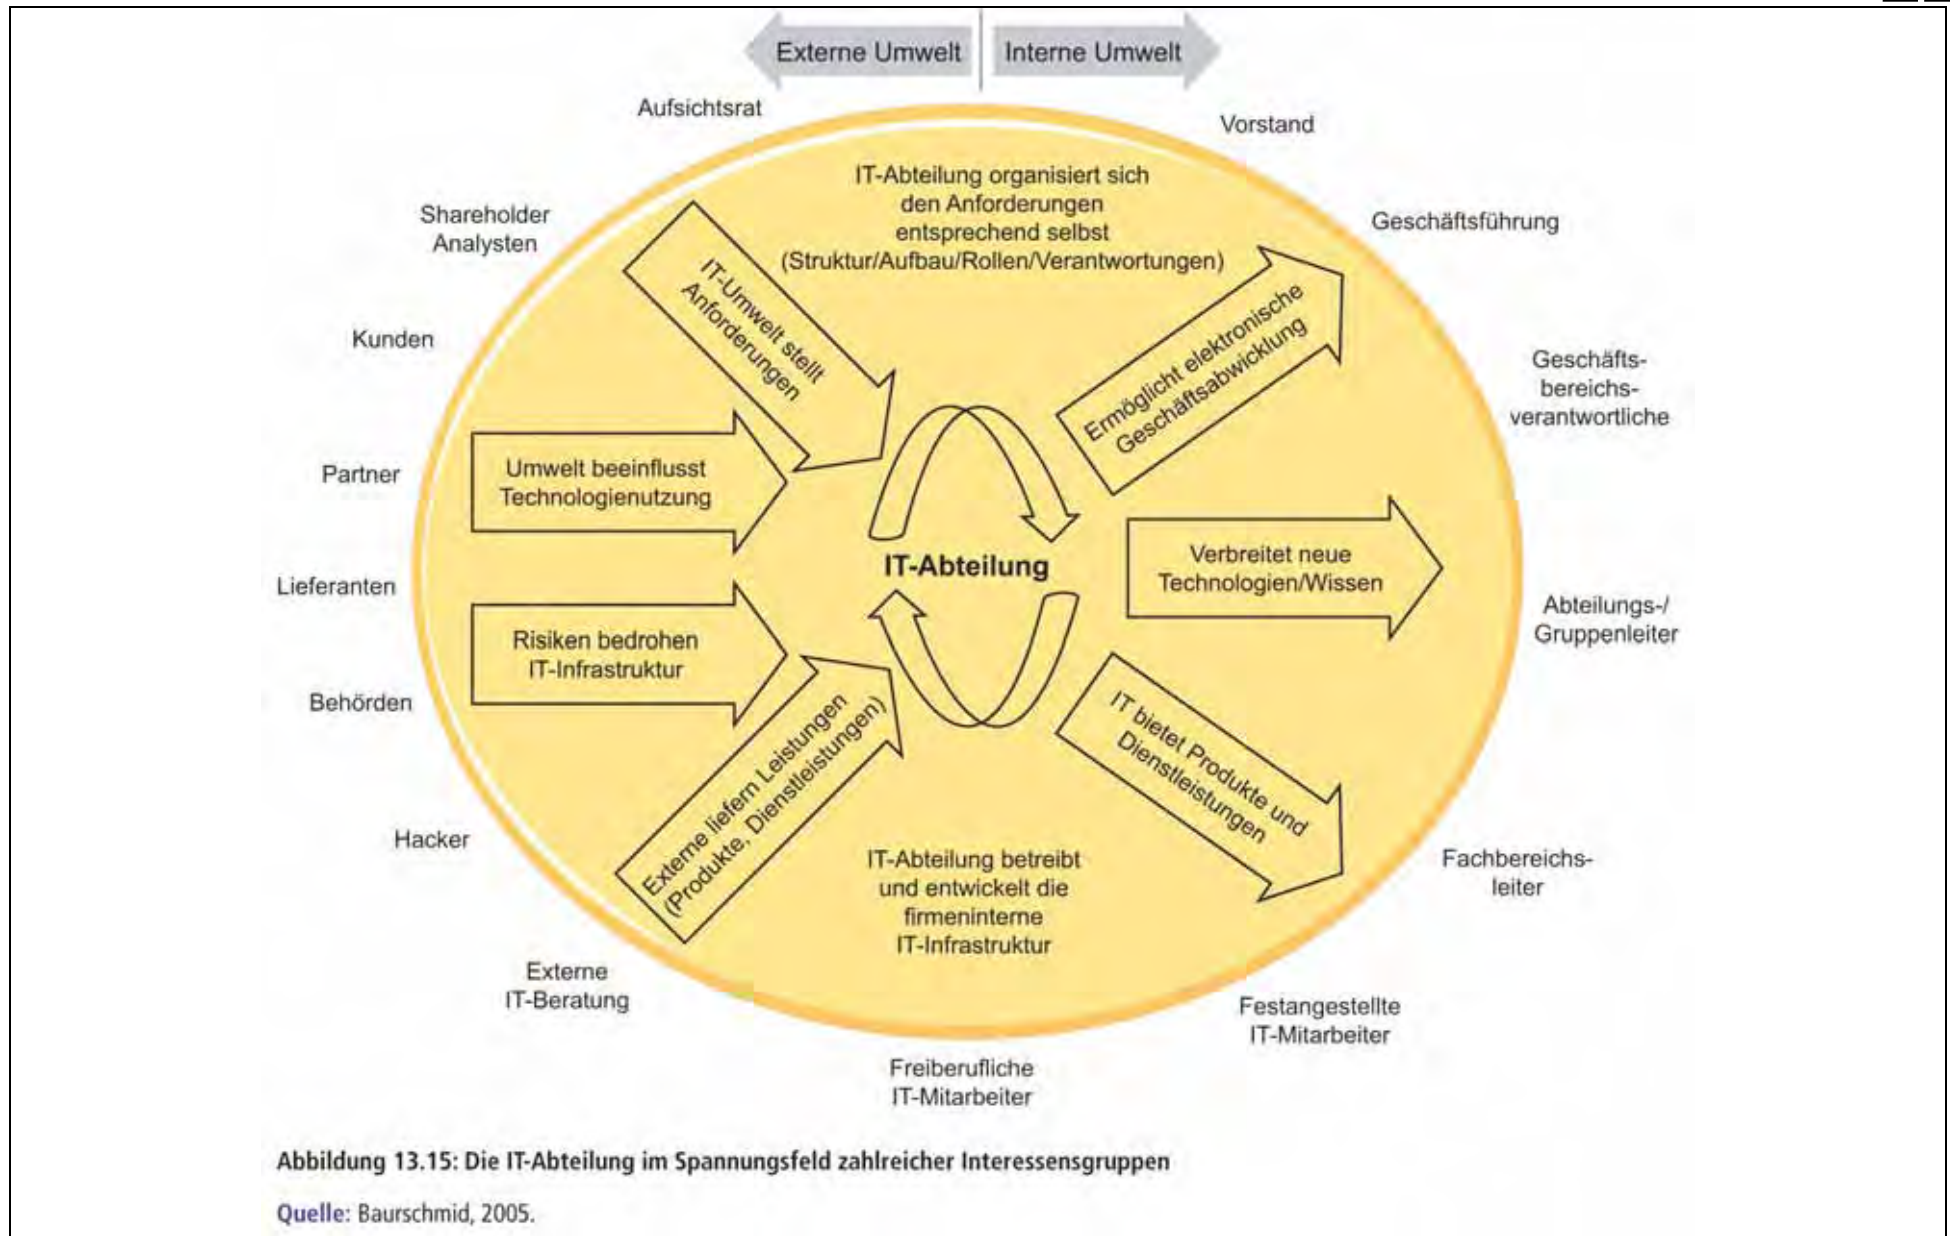 Externe Umwelt
Interne Umwelt
Aufsichtsrat
Vorstand
IT-Abteilung organisiert sich
den Anforderungen
entsprechend selbst
(Struktur/Aufbau/Rollen/Verantwortungen)
Shareholder
Analysten
Geschäftsführung
IT-Umwelt stellt
Anforderungen
Ermöglicht elektronische
Geschäftsabwicklung
Kunden
Geschäfts-
bereichs-
verantwortliche
Partner
Umwelt beeinflusst
Technologienutzung
IT-Abteilung
Verbreitet neue
Technologien/Wissen
Lieferanten
Abteilungs-/
Gruppenleiter
Risiken bedrohen
IT-Infrastruktur
Behörden
Externe liefern Leistungen
(Produkte, Dienstleistungen)
IT bietet Produkte und
Dienstleistungen
Hacker
IT-Abteilung betreibt
und entwickelt die
firmeninterne
IT-Infrastruktur
Fachbereichs-
leiter
Externe
IT-Beratung
Festangestellte
IT-Mitarbeiter
Freiberufliche
IT-Mitarbeiter
Abbildung 13.15: Die IT-Abteilung im Spannungsfeld zahlreicher Interessensgruppen
Quelle: Baurschmid, 2005.